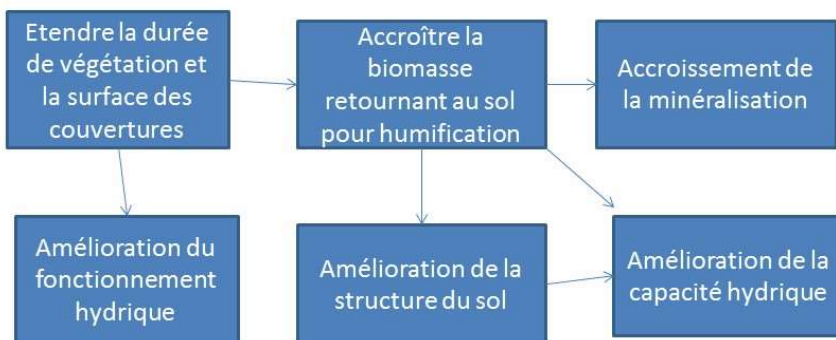 Etendre la durée
de végétation et
la surface des
couvertures
Accroître la
biomasse
retournant au sol
pour humification
Accroissement de
la minéralisation
Amélioration du
fonctionnement
hydrique
Amélioration de la
structure du sol
Amélioration de la
capacité hydrique